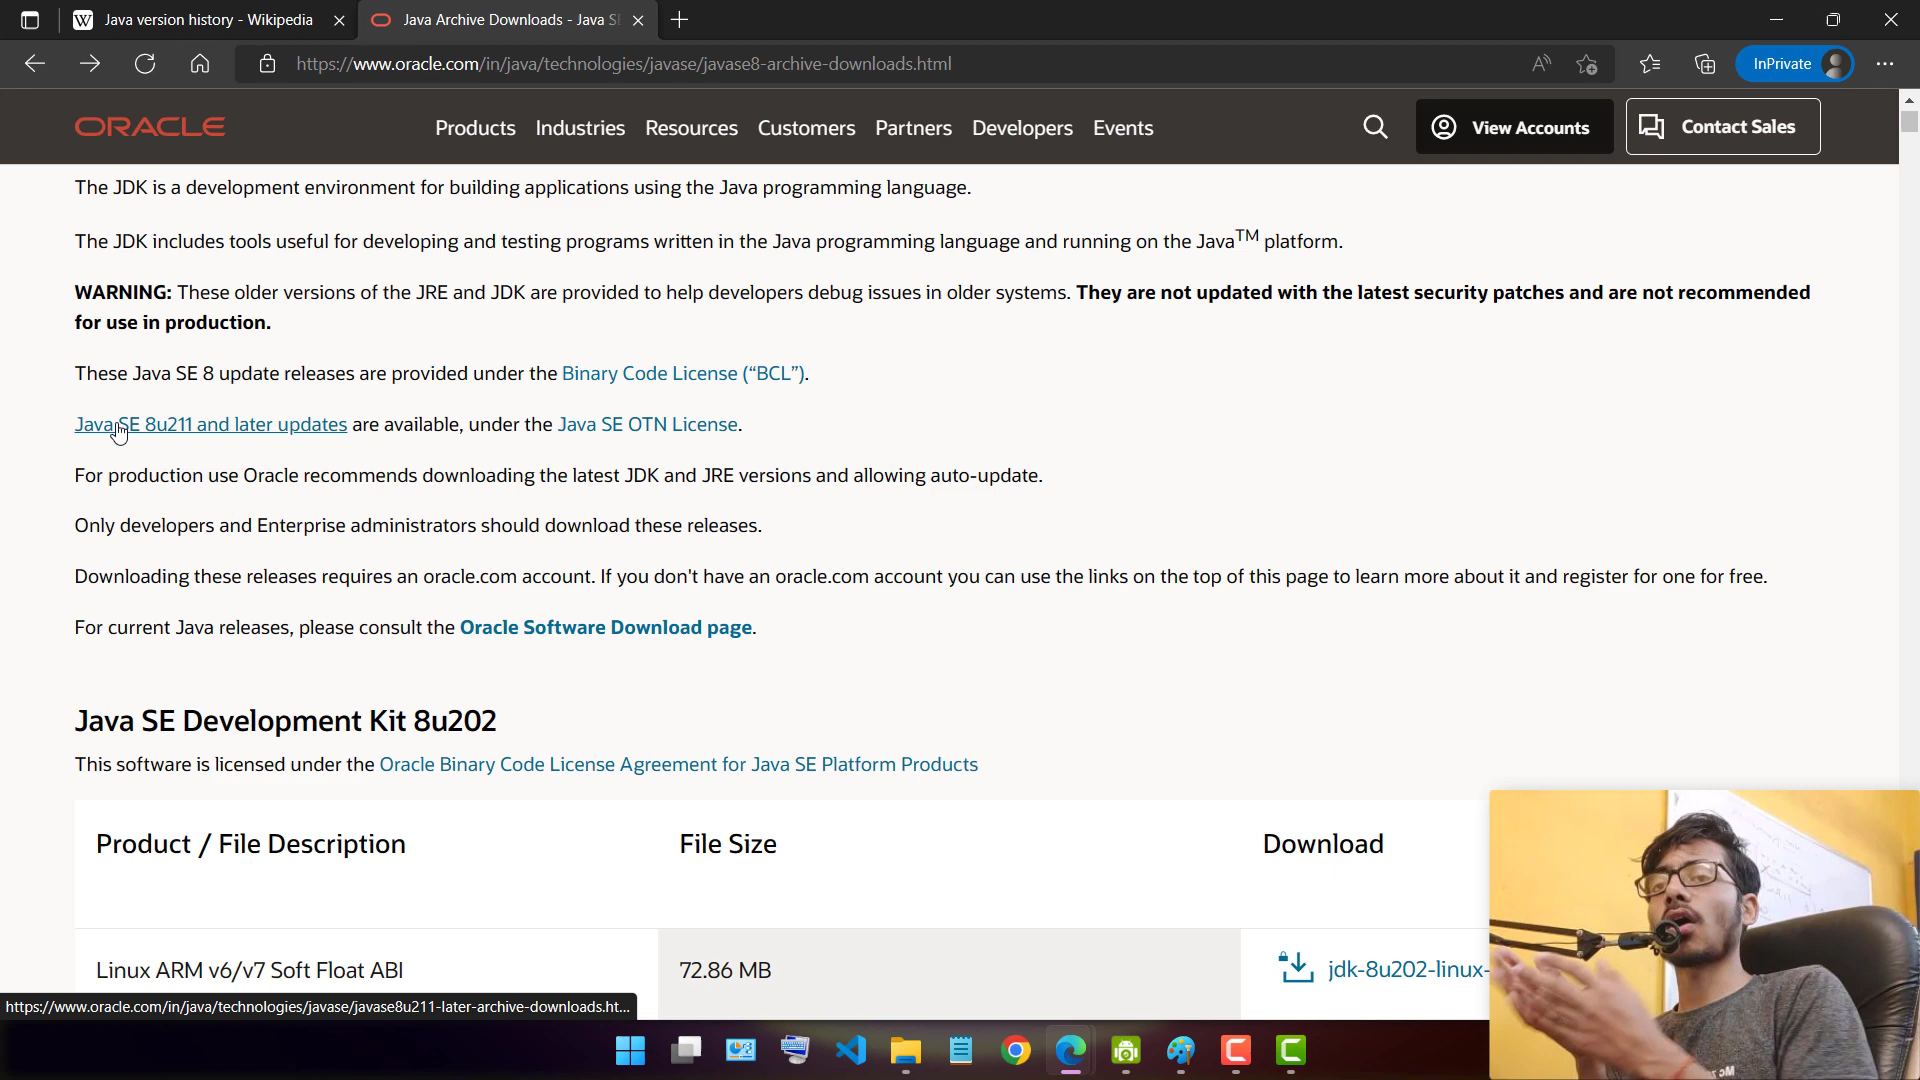 Java version history - Wikipedia
Java Archive Downloads - Java SE
https://www.oracle.com/in/java/technologies/javase/javase8-archive-downloads.html
InPrivate
ORACLE
Products
Industries
Resources
Customers
Partners
Developers
Events
View Accounts
Contact Sales
The JDK is a development environment for building applications using the Java programming language.
The JDK includes tools useful for developing and testing programs written in the Java programming language and running on the Java™ platform.
WARNING: These older versions of the JRE and JDK are provided to help developers debug issues in older systems. They are not updated with the latest security patches and are not recommended
for use in production.
These Java SE 8 update releases are provided under the Binary Code License (“BCL”).
Java SE 8u211 and later updates are available, under the Java SE OTN License.
For production use Oracle recommends downloading the latest JDK and JRE versions and allowing auto-update.
Only developers and Enterprise administrators should download these releases.
Downloading these releases requires an oracle.com account. If you don't have an oracle.com account you can use the links on the top of this page to learn more about it and register for one for free.
For current Java releases, please consult the Oracle Software Download page.
Java SE Development Kit 8u202
This software is licensed under the Oracle Binary Code License Agreement for Java SE Platform Products
Product / File Description
File Size
Download
Linux ARM v6/v7 Soft Float ABI
72.86 MB
jdk-8u202-linux-
https://www.oracle.com/in/java/technologies/javase/javase8u211-later-archive-downloads.ht...